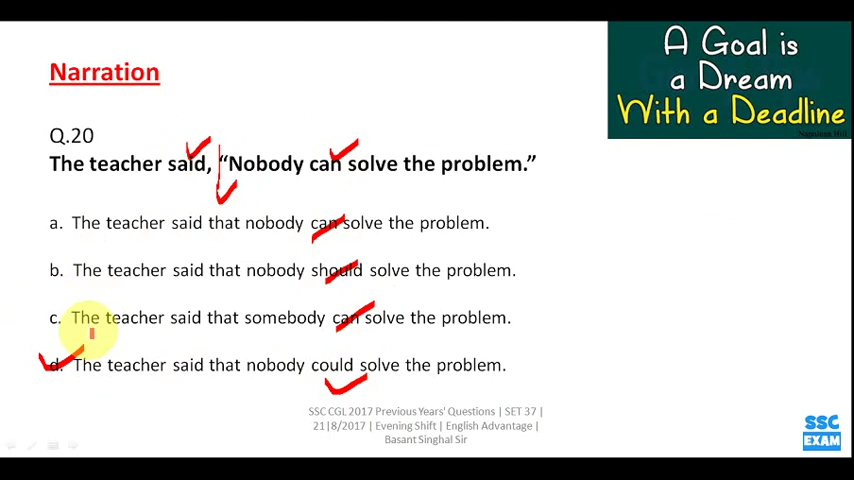 Narration
A Goal is
a Dream
With a Deadline
Napolean Hill
Q.20
The teacher said, “Nobody can solve the problem.”
a. The teacher said that nobody can solve the problem.
b. The teacher said that nobody should solve the problem.
c. The teacher said that somebody can solve the problem.
d. The teacher said that nobody could solve the problem.
SSC CGL 2017 Previous Years' Questions | SET 37 |
21|8/2017 | Evening Shift | English Advantage |
Basant Singhal Sir
SSC
EXAM